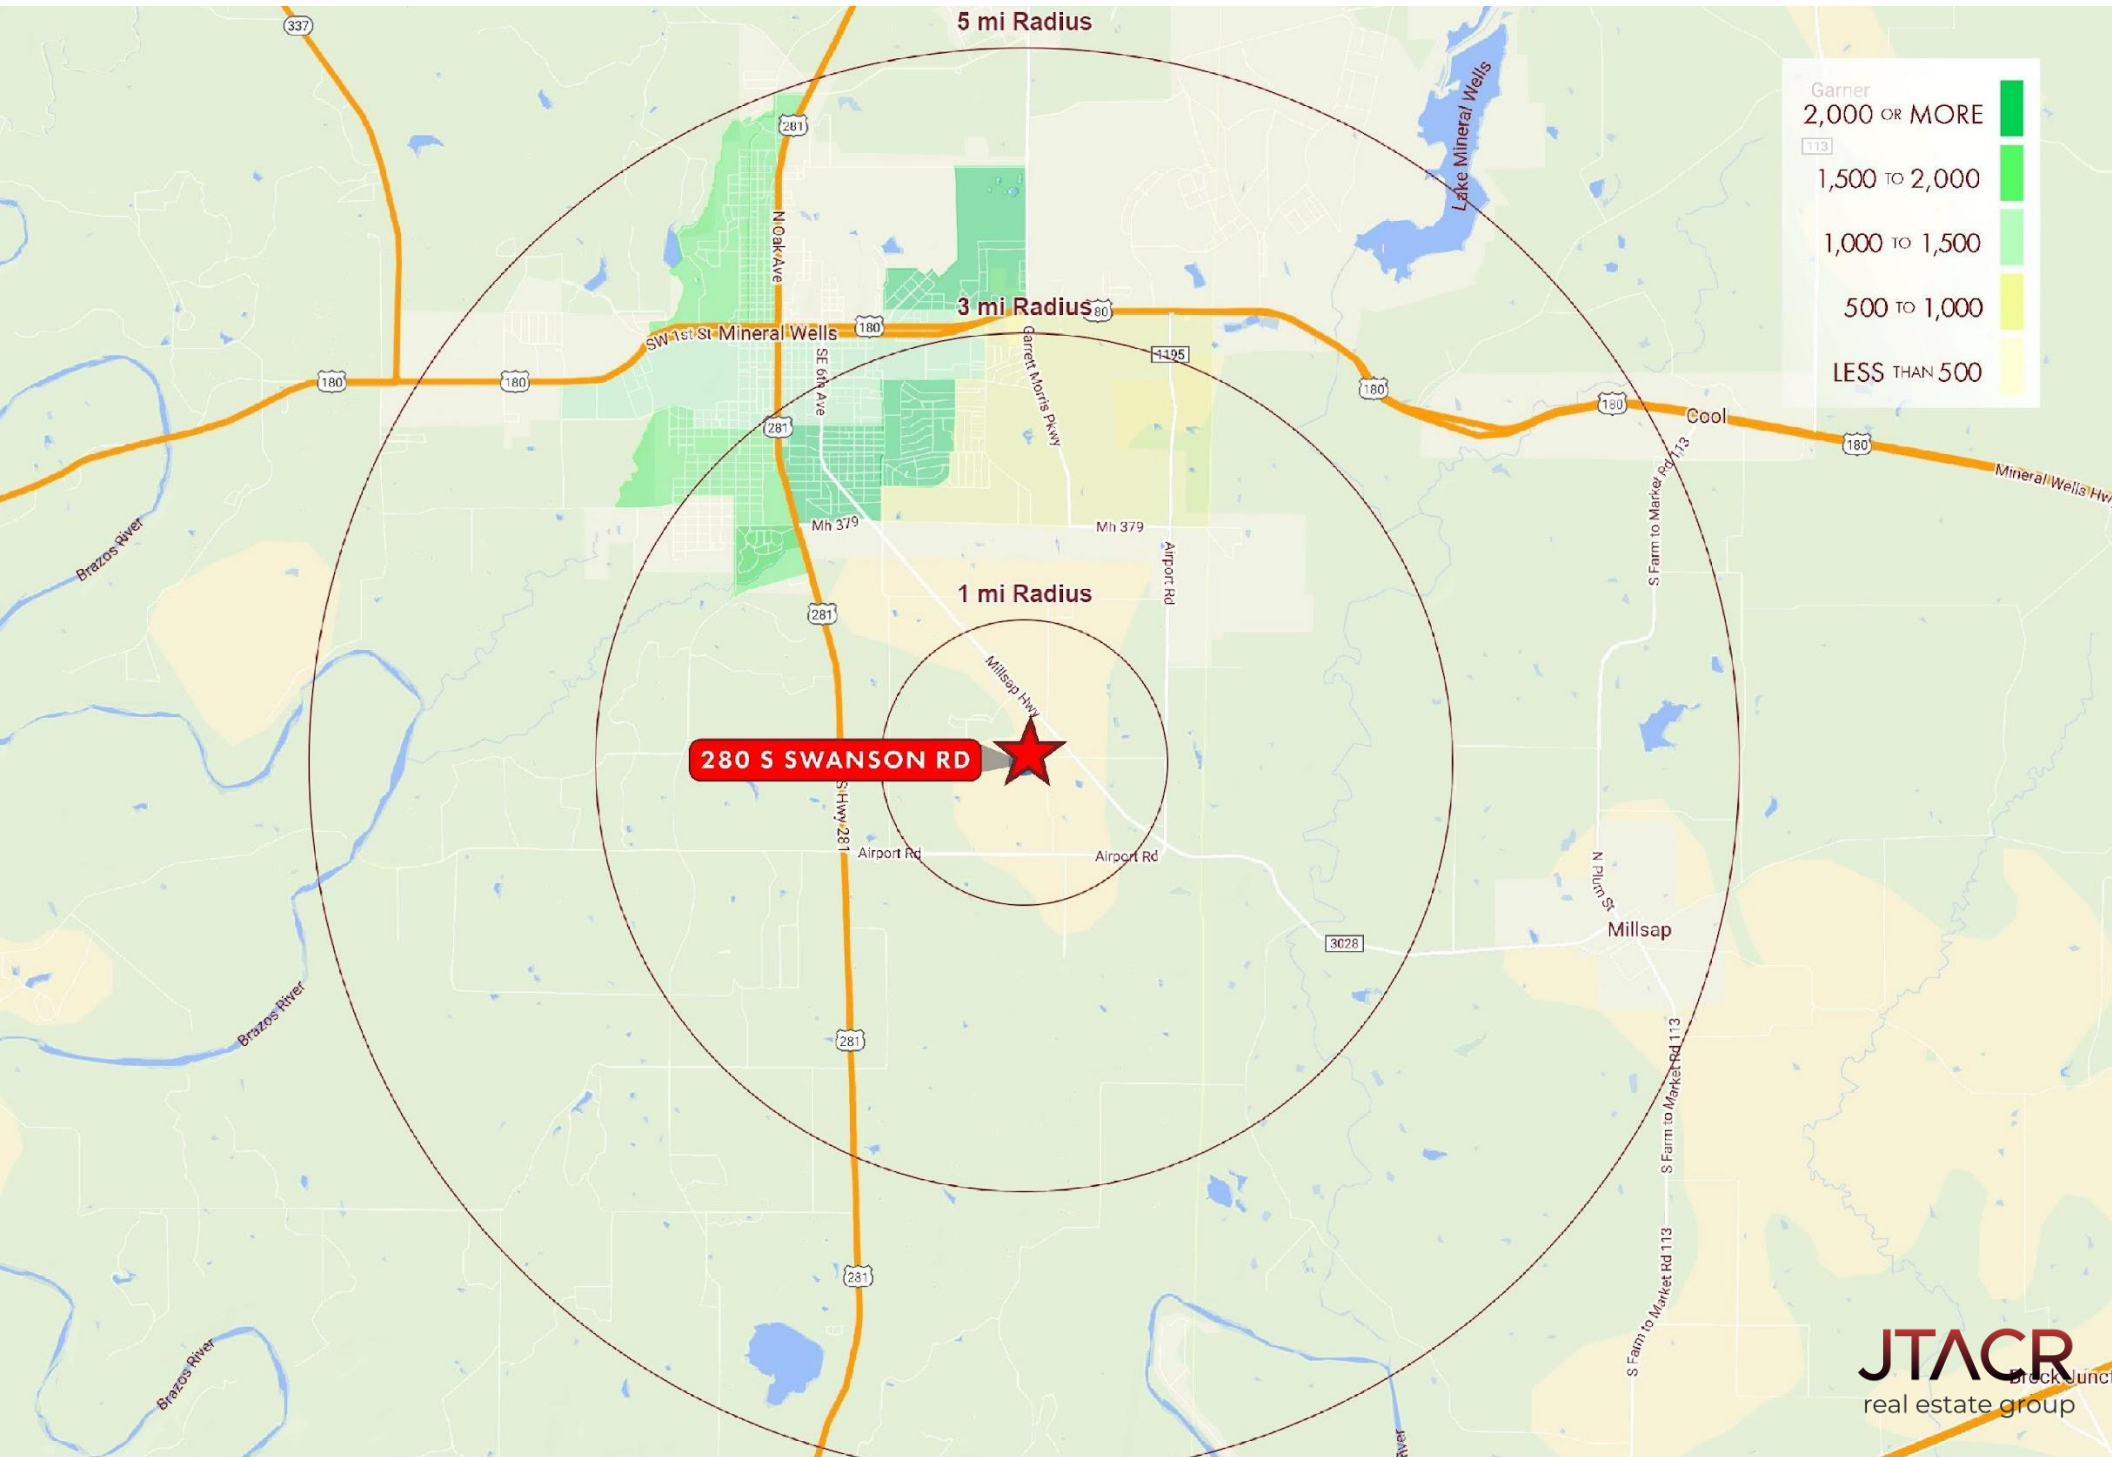 5 mi Radius
337
281
Lake Mineral Wells
Garner
2,000 OR MORE
113
1,500 TO 2,000
1,000 TO 1,500
500 TO 1,000
LESS THAN 500
N Oak Ave
3 mi Radius
80
SW 1st St
Mineral Wells
180
1195
SE 6th Ave
Garrett Morris Pkwy
180
180
180
180
Cool
180
Mineral Wells Hw
281
S Farm to Market Rd 113
Mh 379
Mh 379
Brazos River
Airport Rd
1 mi Radius
281
Millsap Hwy
280 S SWANSON RD
S Hwy 281
Airport Rd
Airport Rd
N Plum St
Millsap
3028
Brazos River
281
S Farm to Market Rd 113
281
S Farm to Market Rd 113
Brazos River
JTACR
Brock Junct
real estate group
iver